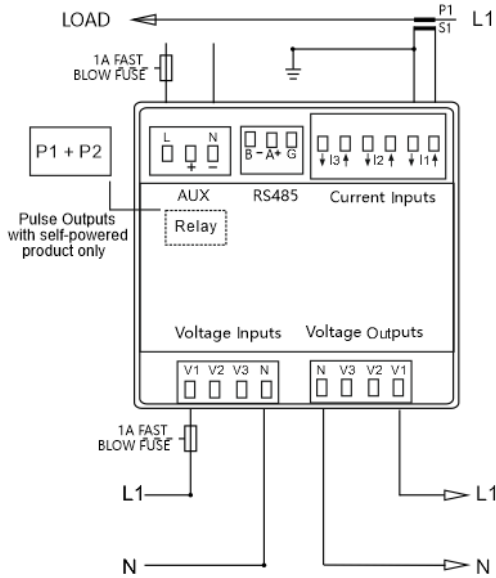 LOAD
P1
L1
S1
1A FAST
BLOW FUSE
P1 + P2
L N
+ −
B − A+ G
↓ I3 ↑ ↓ I2 ↑ ↓ I1 ↑
AUX RS485 Current Inputs
Pulse Outputs
with self-powered
product only
Relay
Voltage Inputs Voltage Outputs
V1 V2 V3 N N V3 V2 V1
1A FAST
BLOW FUSE
L1 L1
N N